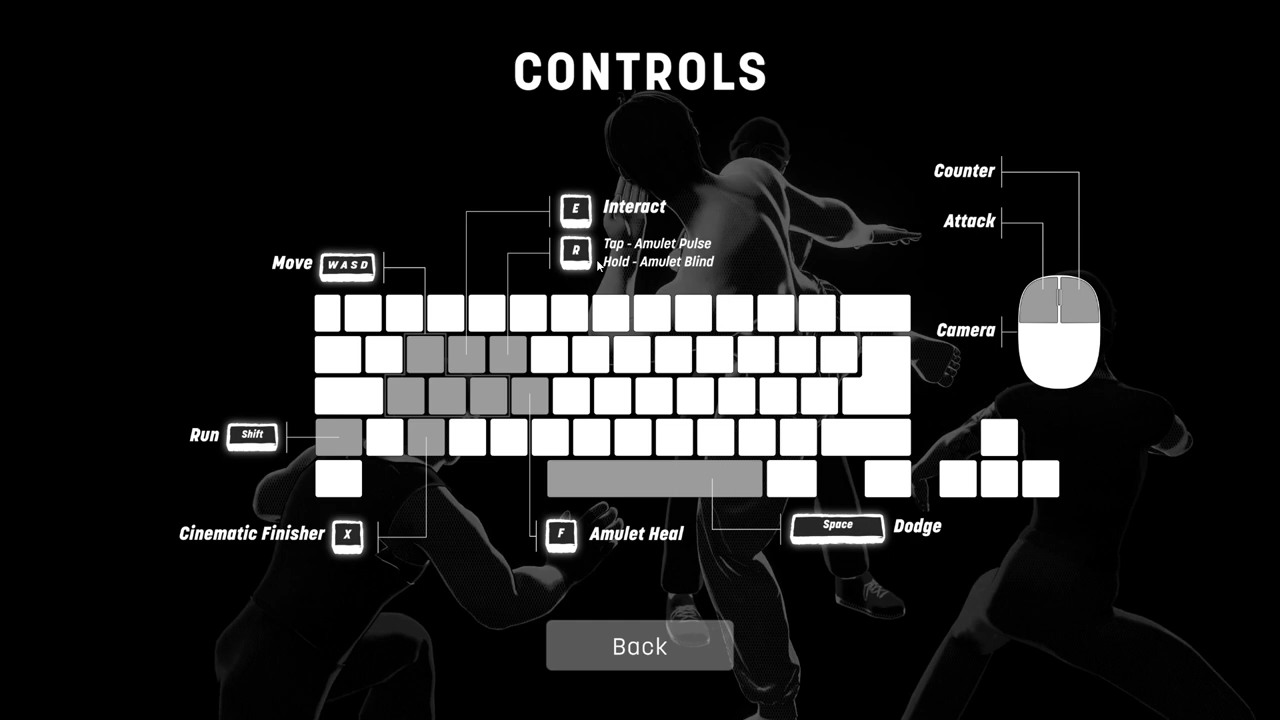 CONTROLS
Counter
Attack
E Interact
R Tap - Amulet Pulse
Hold - Amulet Blind
Move WASD
Camera
Run Shift
Cinematic Finisher X
F Amulet Heal
Space Dodge
Back